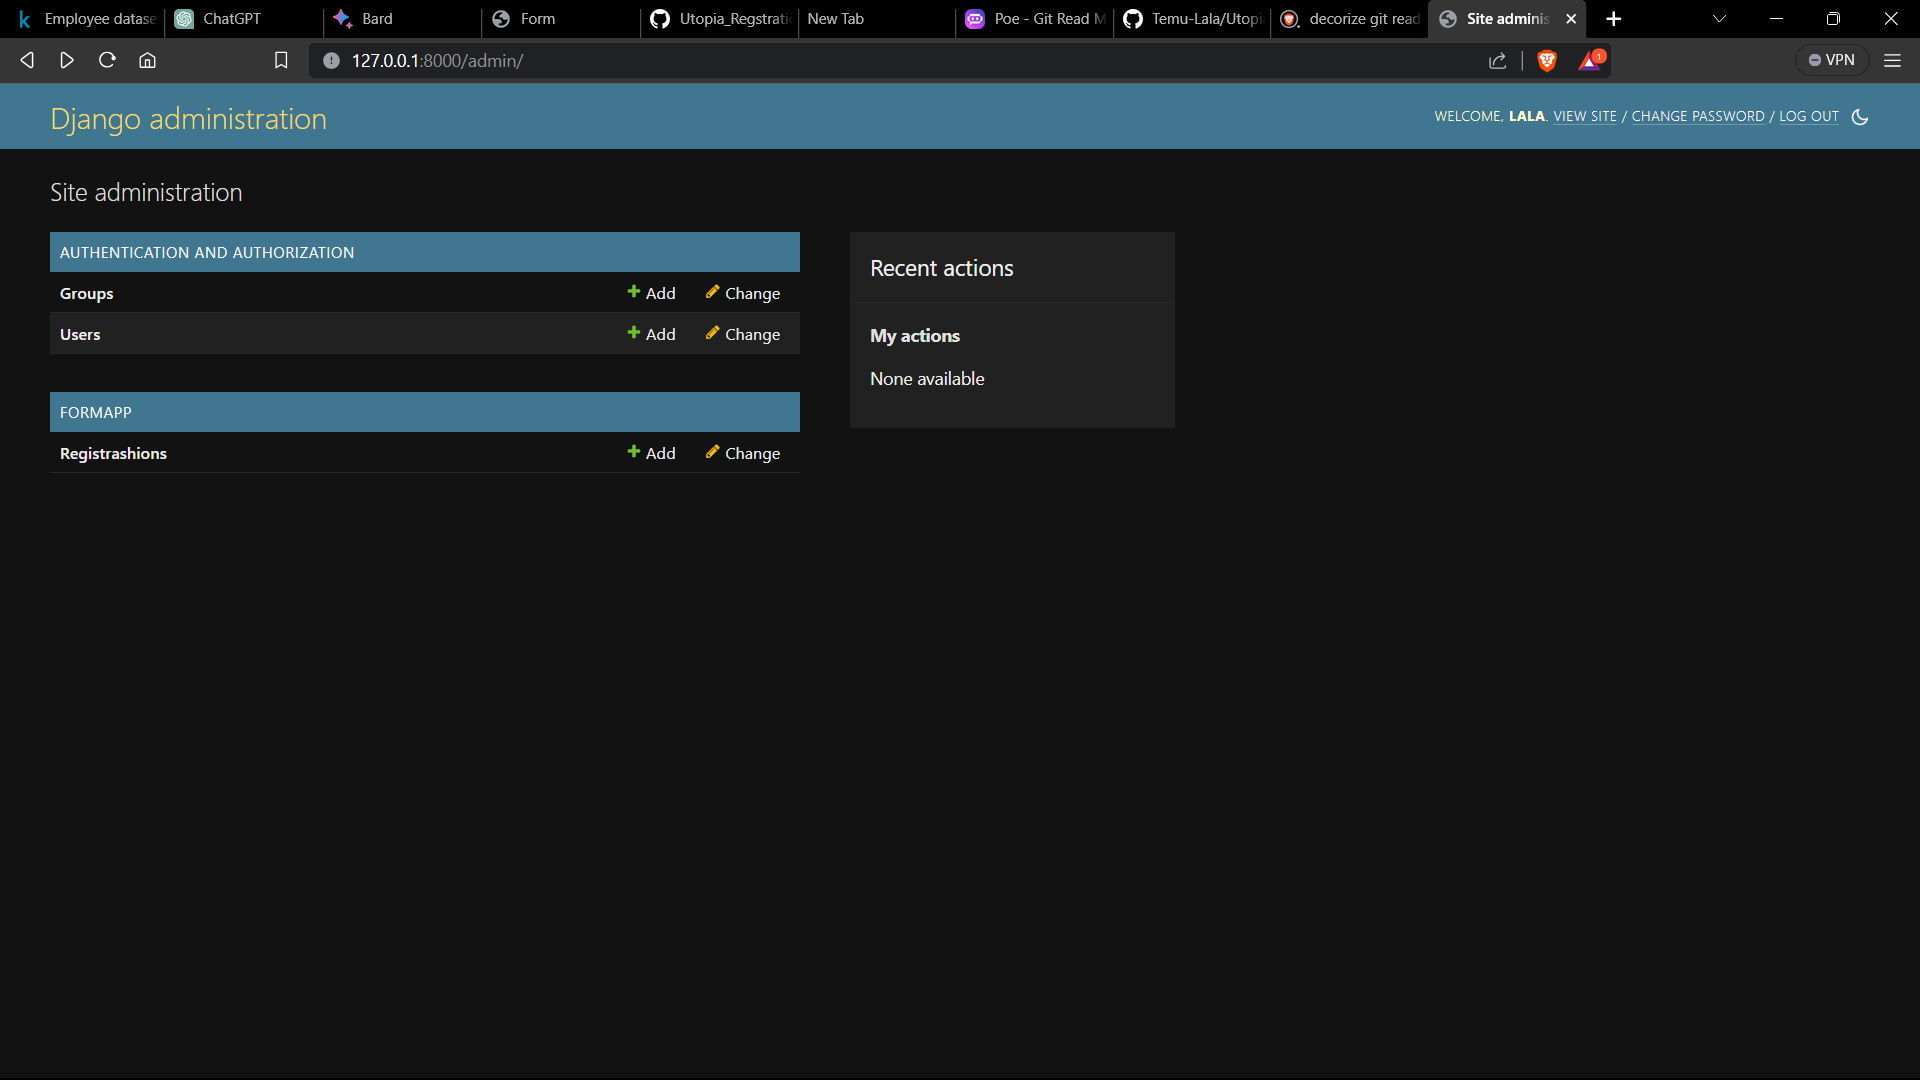 Employee datase
ChatGPT
Bard
Form
Utopia_Regstrati
New Tab
Poe - Git Read M
Temu-Lala/Utopi
decorize git read
Site adminis
127.0.0.1:8000/admin/
1
VPN
Django administration
WELCOME, LALA. VIEW SITE / CHANGE PASSWORD / LOG OUT
Site administration
AUTHENTICATION AND AUTHORIZATION
Groups Add Change
Users Add Change
FORMAPP
Registrashions Add Change
Recent actions
My actions
None available